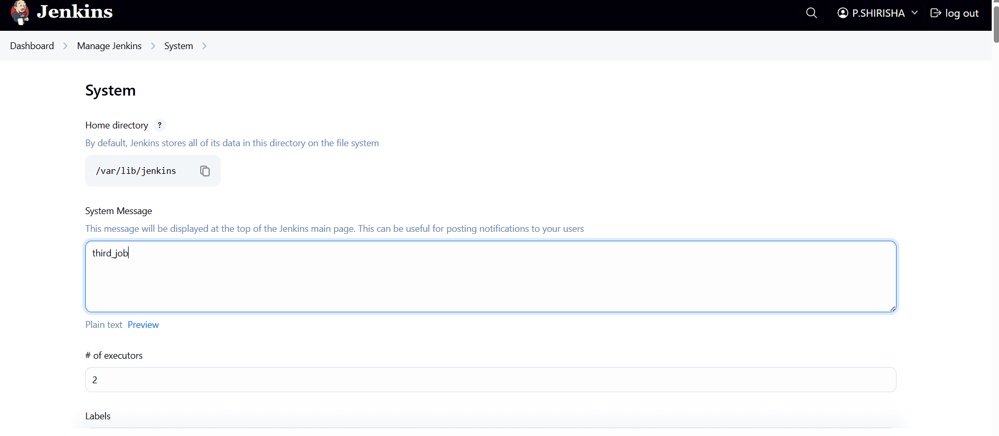 Jenkins
P.SHIRISHA
log out
Dashboard > Manage Jenkins > System >
System
Home directory ?
By default, Jenkins stores all of its data in this directory on the file system
/var/lib/jenkins
System Message
This message will be displayed at the top of the Jenkins main page. This can be useful for posting notifications to your users
third_job
Plain text Preview
# of executors
2
Labels